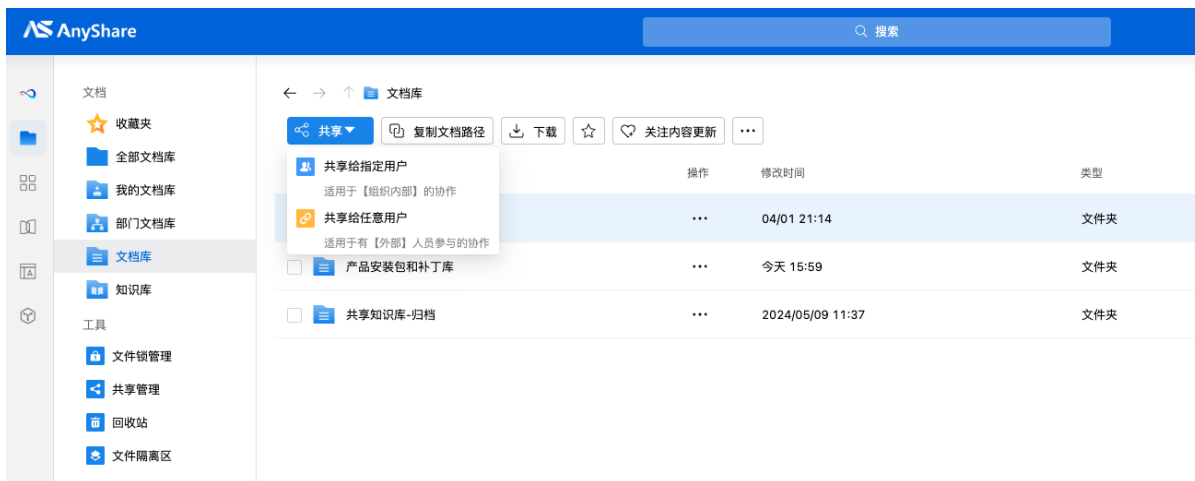 AnyShare
搜索
文档
收藏夹
全部文档库
我的文档库
部门文档库
文档库
知识库
工具
文件锁管理
共享管理
回收站
文件隔离区
文档库
共享 复制文档路径 下载 关注内容更新 ...
共享给指定用户
适用于【组织内部】的协作
共享给任意用户
适用于有【外部】人员参与的协作
操作 修改时间 类型
... 04/01 21:14 文件夹
产品安装包和补丁库 ... 今天 15:59 文件夹
共享知识库-归档 ... 2024/05/09 11:37 文件夹